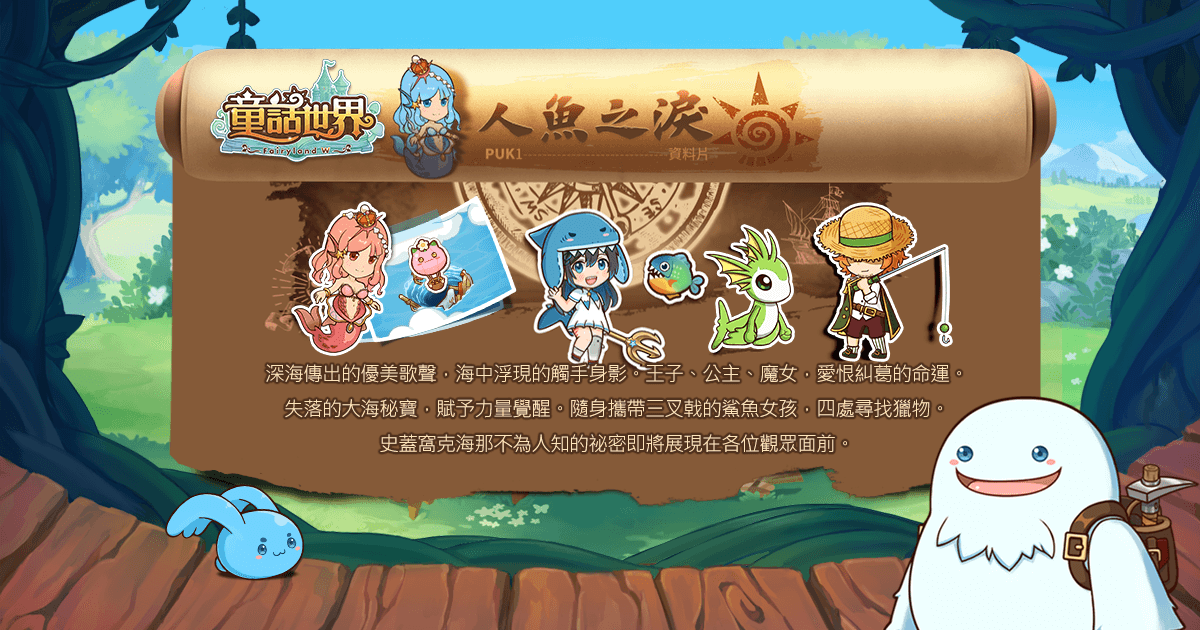 童話世界
Fairyland W
人魚之淚
PUK1 資料片
深海傳出的優美歌聲，海中浮現的觸手身影。王子、公主、魔女，愛恨糾葛的命運。
失落的大海秘寶，賦予力量覺醒。隨身攜帶三叉戟的鯊魚女孩，四處尋找獵物。
史蓋窩克海那不為人知的祕密即將展現在各位觀眾面前。